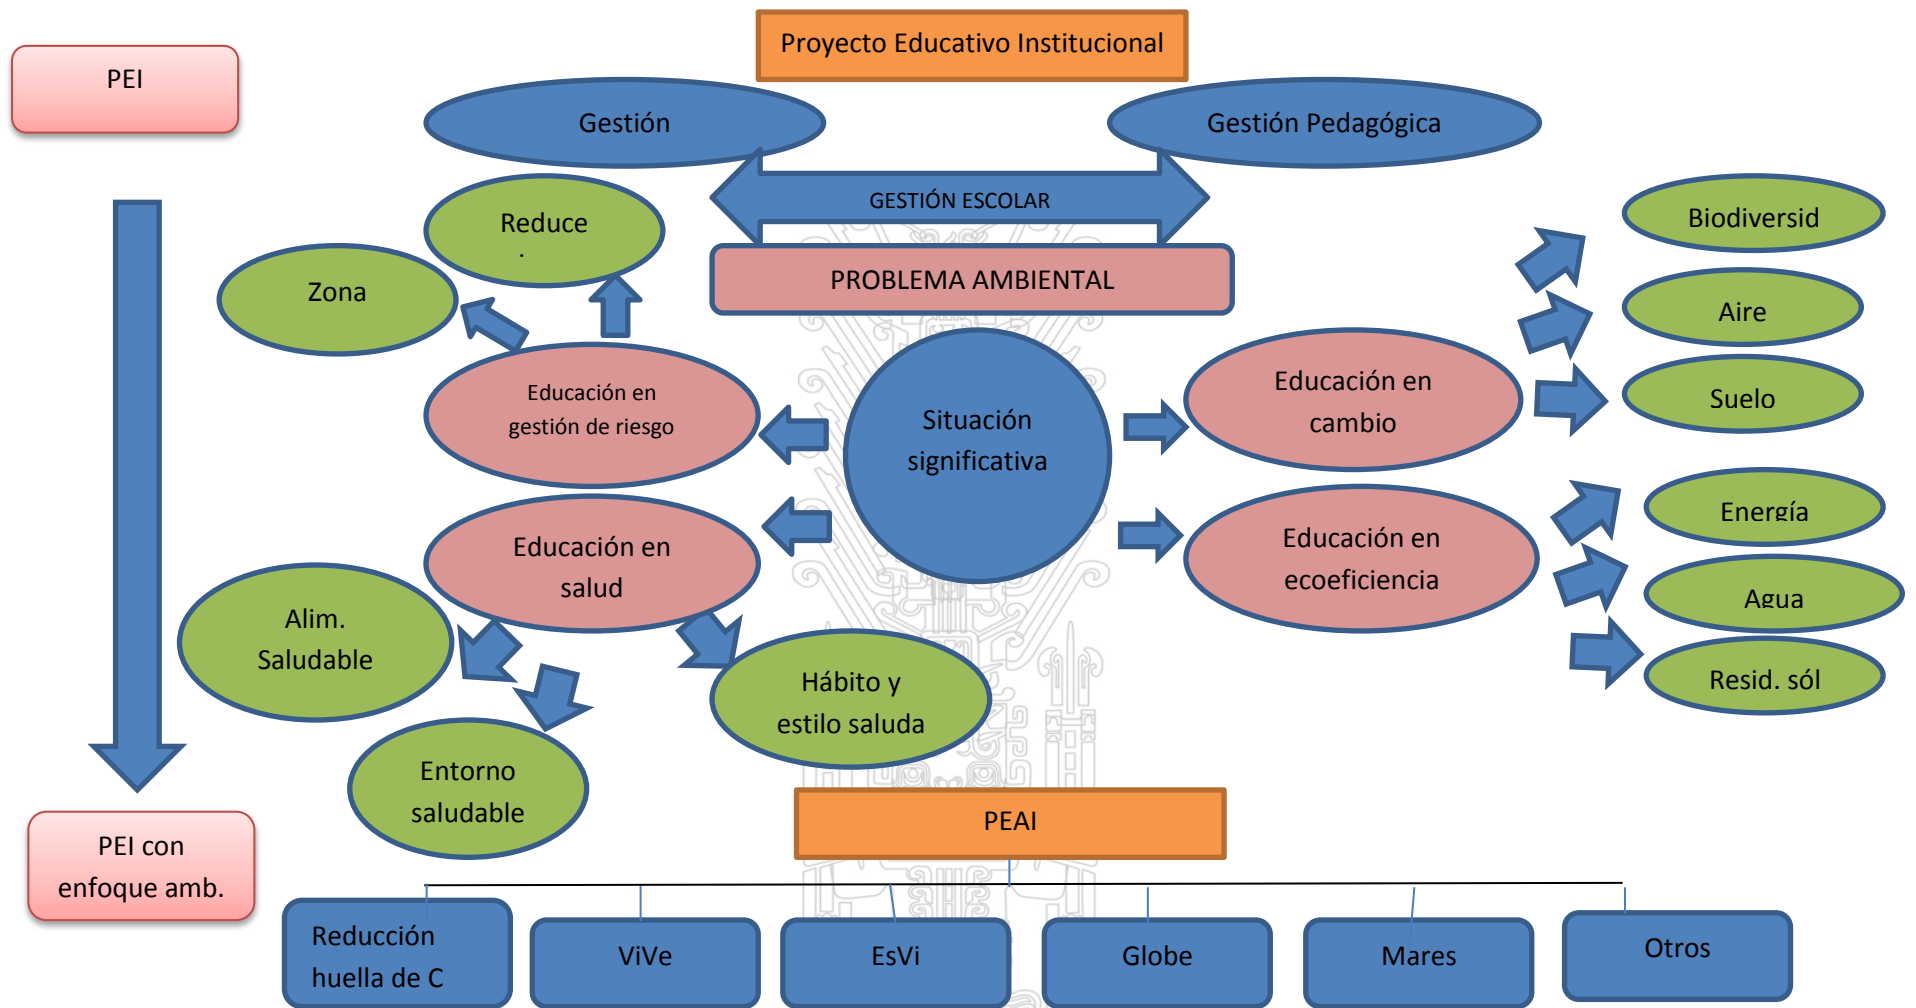 Proyecto Educativo Institucional
PEI
Gestión
Gestión Pedagógica
GESTIÓN ESCOLAR
Reduce
Biodiversid
PROBLEMA AMBIENTAL
Zona
Aire
Educación en
gestión de riesgo
Situación
significativa
Educación en
cambio
Suelo
Educación en
salud
Educación en
ecoeficiencia
Energía
Agua
Resid. sól
Alim.
Saludable
Hábito y
estilo saluda
Entorno
saludable
PEAI
PEI con
enfoque amb.
Reducción
huella de C
ViVe
EsVi
Globe
Mares
Otros